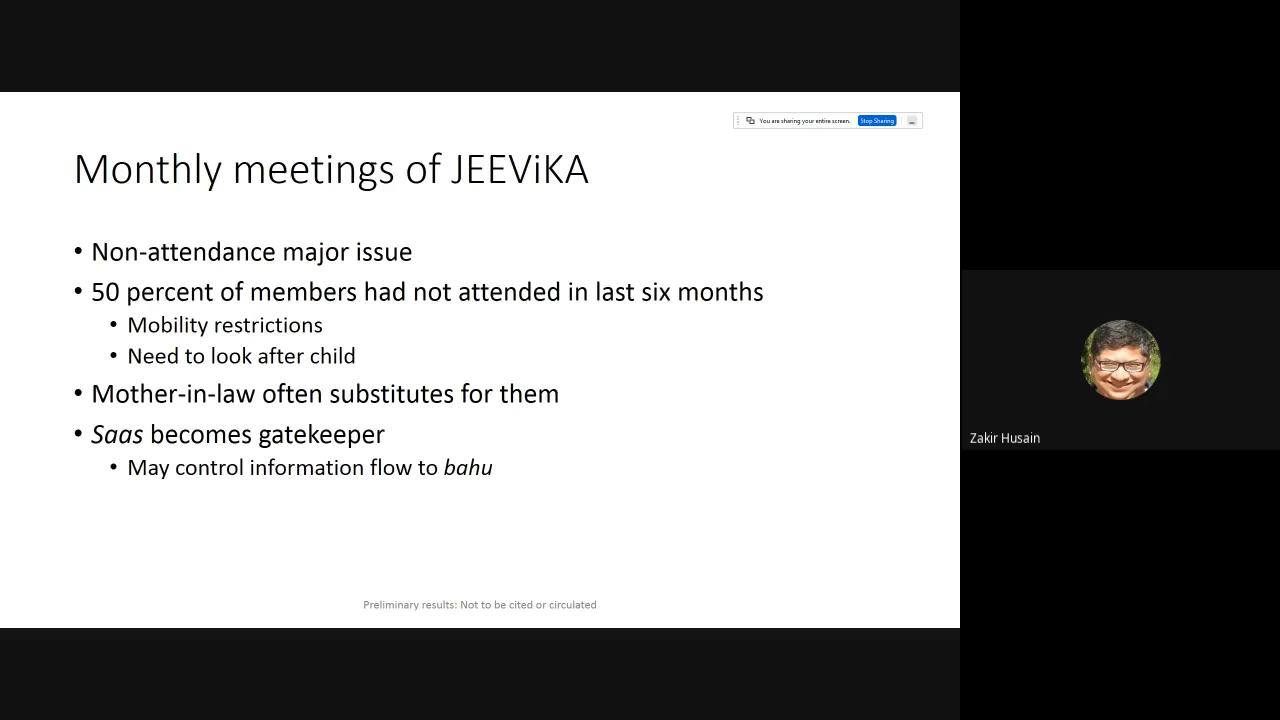 You are sharing your entire screen. Stop Sharing
Monthly meetings of JEEViKA
• Non-attendance major issue
• 50 percent of members had not attended in last six months
• Mobility restrictions
• Need to look after child
• Mother-in-law often substitutes for them
• Saas becomes gatekeeper
• May control information flow to bahu
Preliminary results: Not to be cited or circulated
Zakir Husain